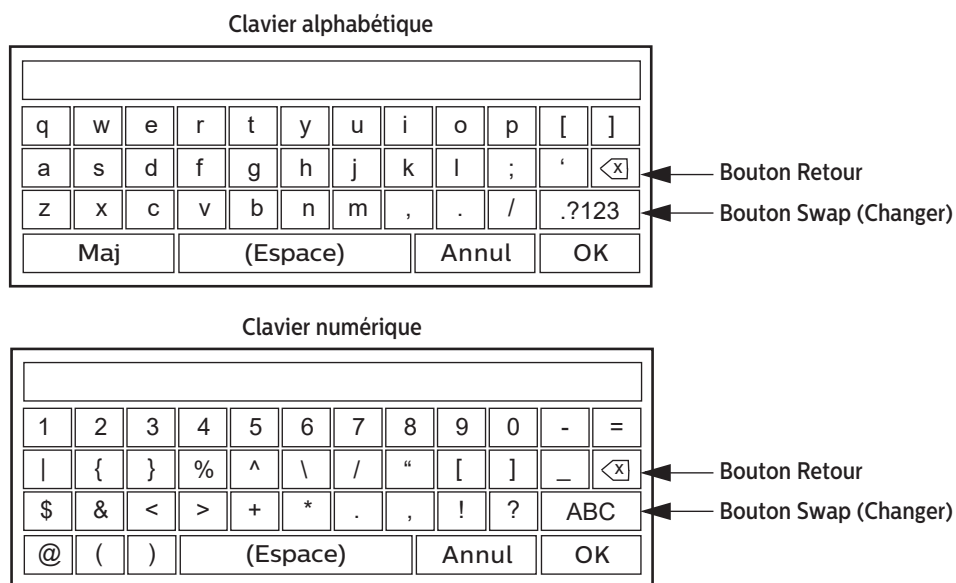 Clavier alphabétique
q w e r t y u i o p [ ]
a s d f g h j k l ; ‘ x Bouton Retour
z x c v b n m , . / .?123 Bouton Swap (Changer)
Maj (Espace) Annul OK
Clavier numérique
1 2 3 4 5 6 7 8 9 0 - =
| { } % ^ \ / “ [ ] _ x Bouton Retour
$ & < > + * . , ! ? ABC Bouton Swap (Changer)
@ ( ) (Espace) Annul OK